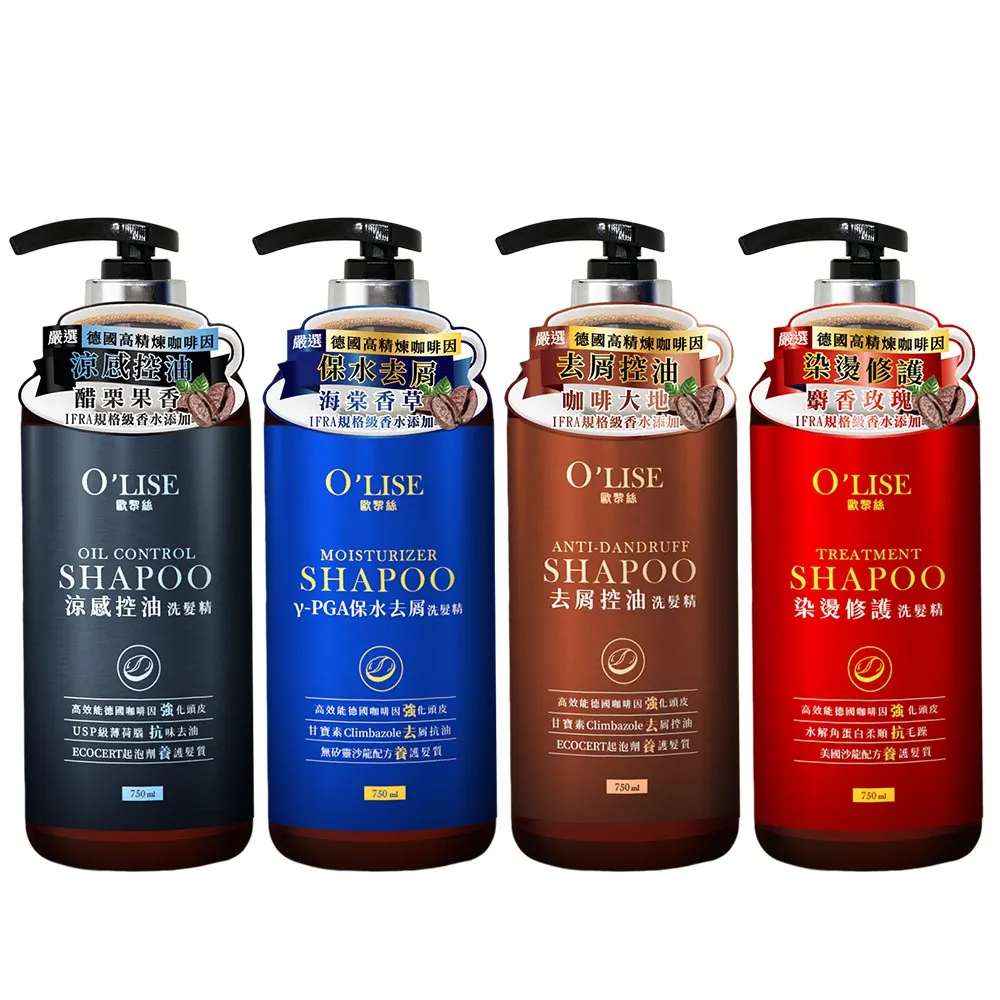 嚴選 德國高精煉咖啡因
涼感控油
醋栗果香
IFRA規格級香水添加
O'LISE
歐黎絲
OIL CONTROL
SHAPOO
涼感控油洗髮精
高效能德國咖啡因強化頭皮
USP級薄荷腦 抗味去油
ECOCERT起泡劑養護髮質
750 ml
嚴選 德國高精煉咖啡因
保水去屑
海棠香草
IFRA規格級香水添加
O'LISE
歐黎絲
MOISTURIZER
SHAPOO
γ-PGA保水去屑洗髮精
高效能德國咖啡因強化頭皮
甘寶素Climbazole去屑抗油
無矽靈沙龍配方養護髮質
750 ml
嚴選 德國高精煉咖啡因
去屑控油
咖啡大地
IFRA規格級香水添加
O'LISE
歐黎絲
ANTI-DANDRUFF
SHAPOO
去屑控油洗髮精
高效能德國咖啡因強化頭皮
甘寶素Climbazole去屑控油
ECOCERT起泡劑養護髮質
750 ml
嚴選 德國高精煉咖啡因
染燙修護
麝香玫瑰
IFRA規格級香水添加
O'LISE
歐黎絲
TREATMENT
SHAPOO
染燙修護洗髮精
高效能德國咖啡因強化頭皮
水解角蛋白柔順抗毛躁
美國沙龍配方養護髮質
750 ml